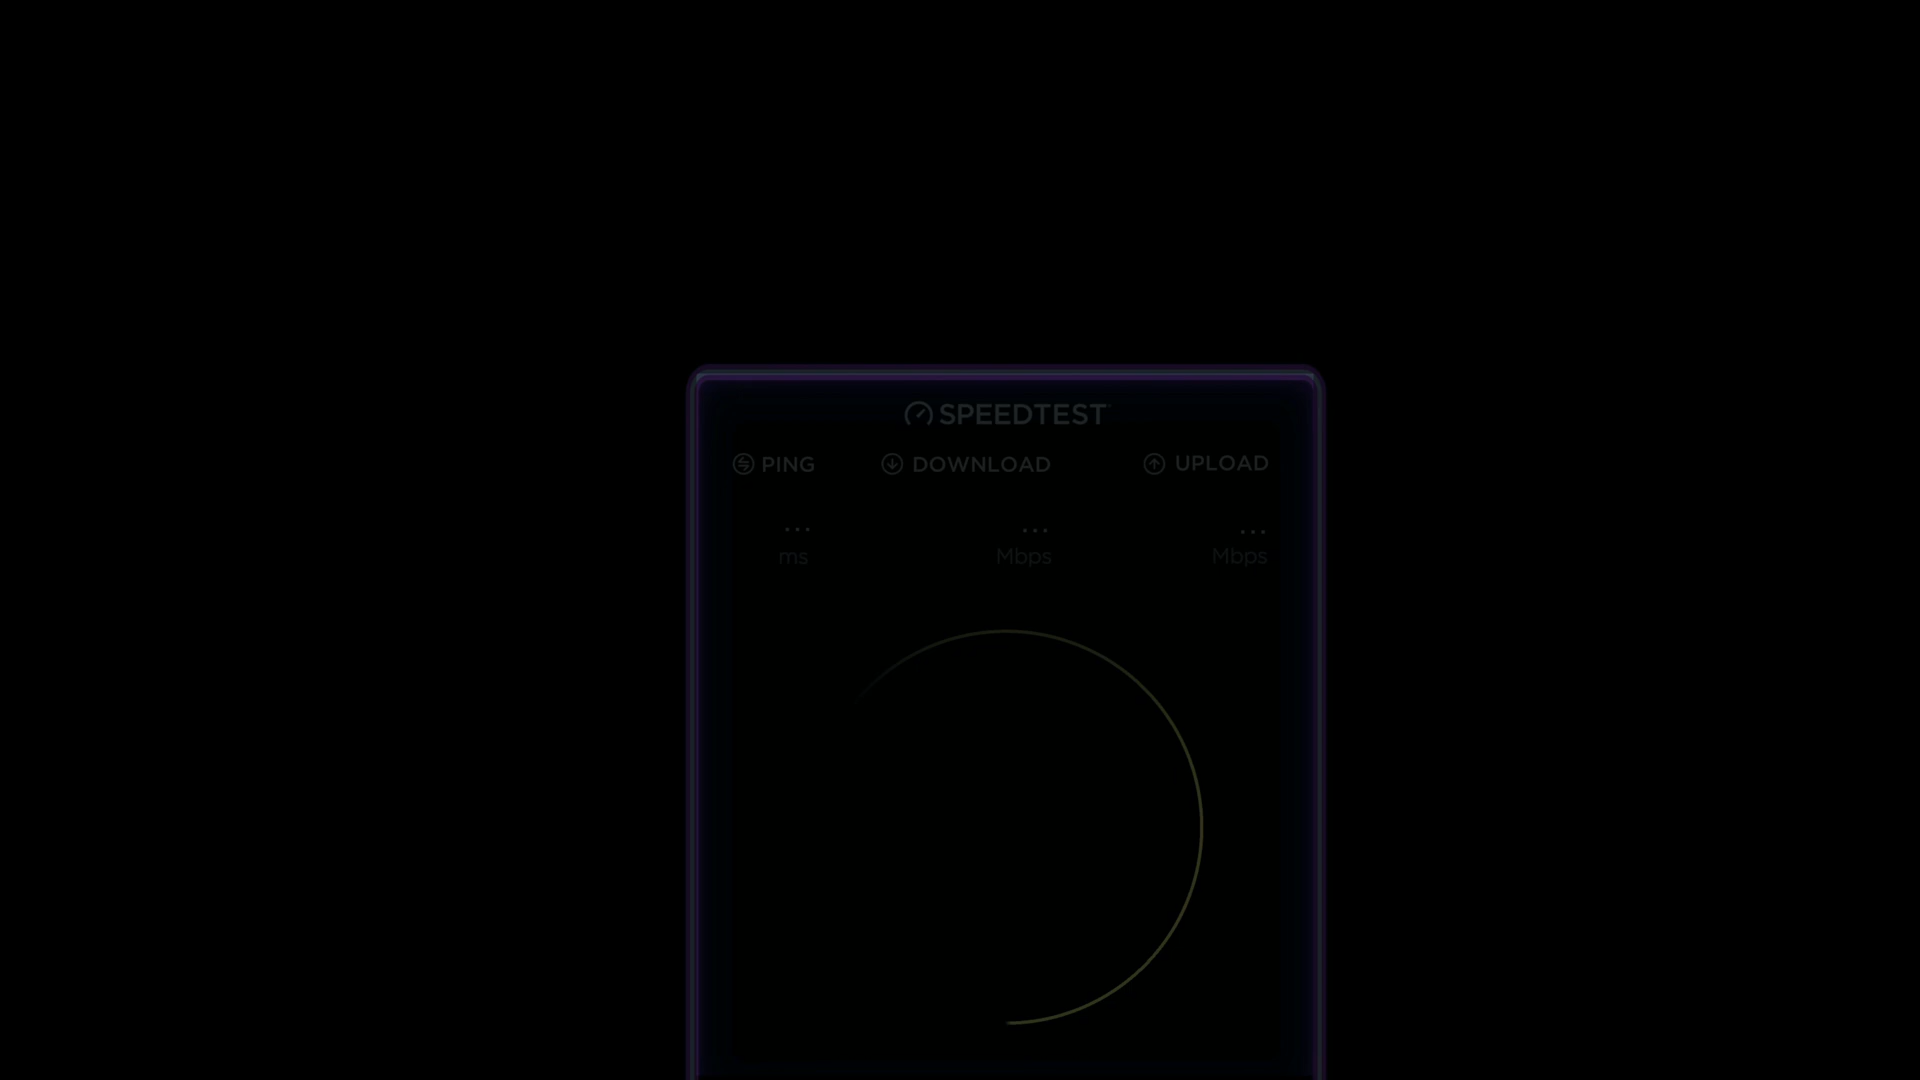 SPEEDTEST
PING DOWNLOAD UPLOAD
... ... ...
ms Mbps Mbps